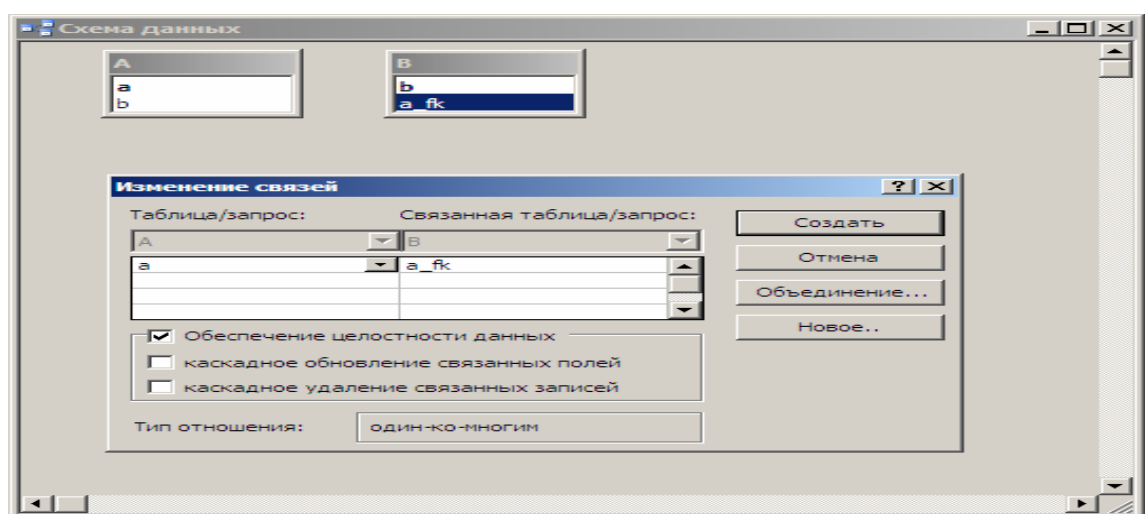 Схема данных
A B
a b
b a_fk
Изменение связей
Таблица/запрос: Связанная таблица/запрос:
Создать
A B
a a_fk
Отмена
Объединение...
Новое..
Обеспечение целостности данных
каскадное обновление связанных полей
каскадное удаление связанных записей
Тип отношения: один-ко-многим